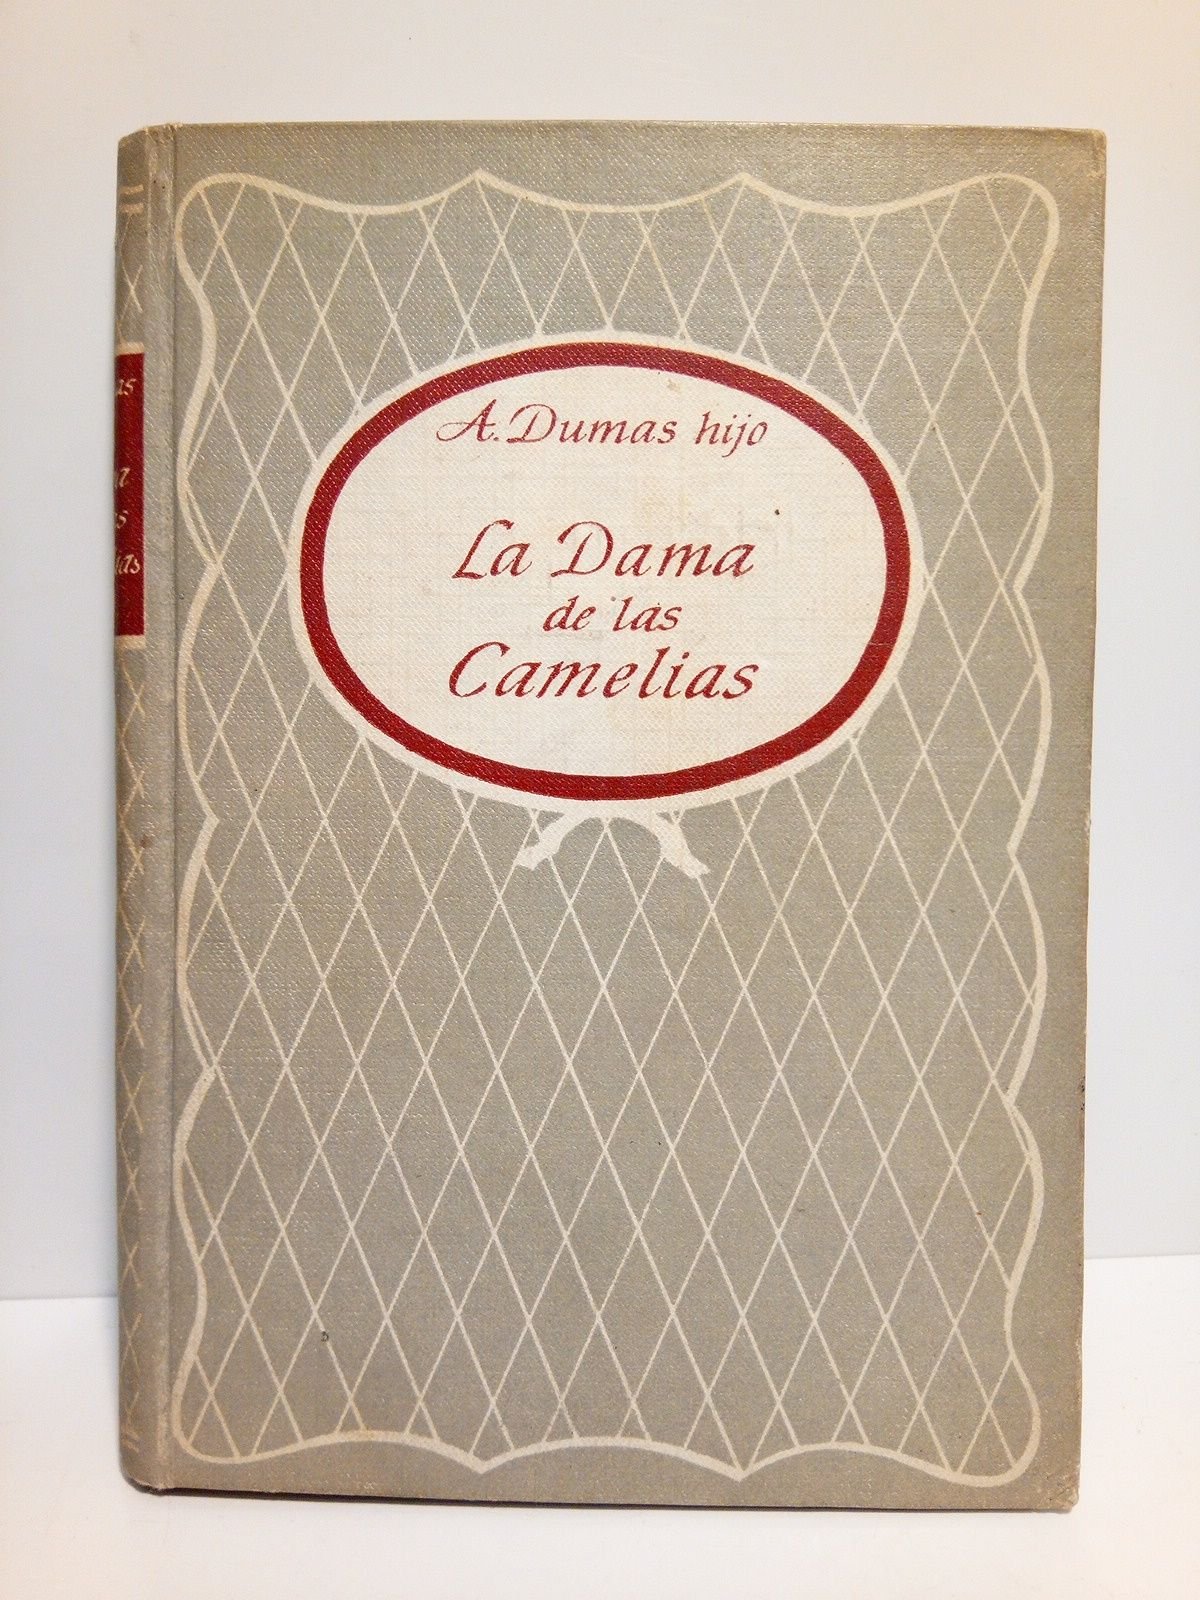 A. Dumas hijo
La Dama
de las
Camelias